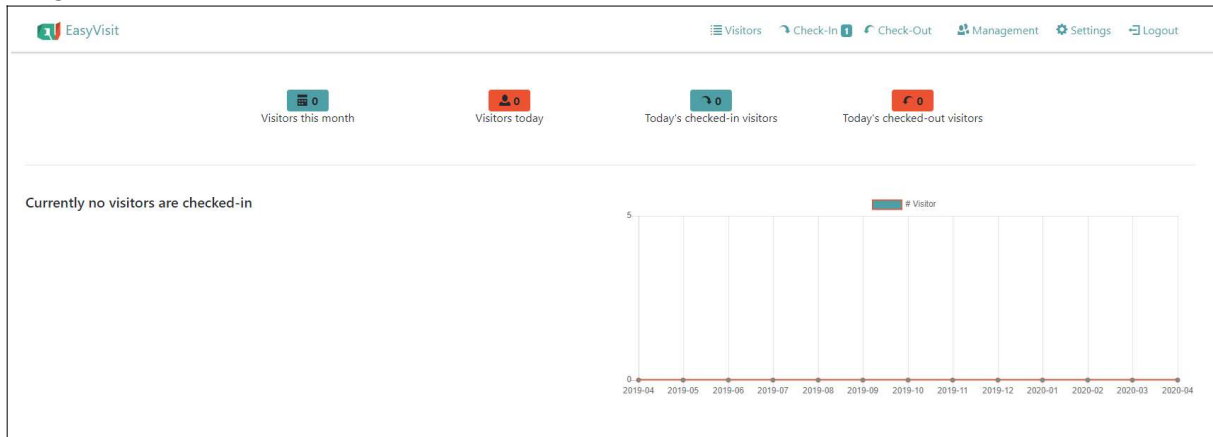 EasyVisit
Visitors Check-In 1 Check-Out Management Settings Logout
0 0 0 0
Visitors this month Visitors today Today's checked-in visitors Today's checked-out visitors
Currently no visitors are checked-in
# Visitor
5
0
2019-04 2019-05 2019-06 2019-07 2019-08 2019-09 2019-10 2019-11 2019-12 2020-01 2020-02 2020-03 2020-04